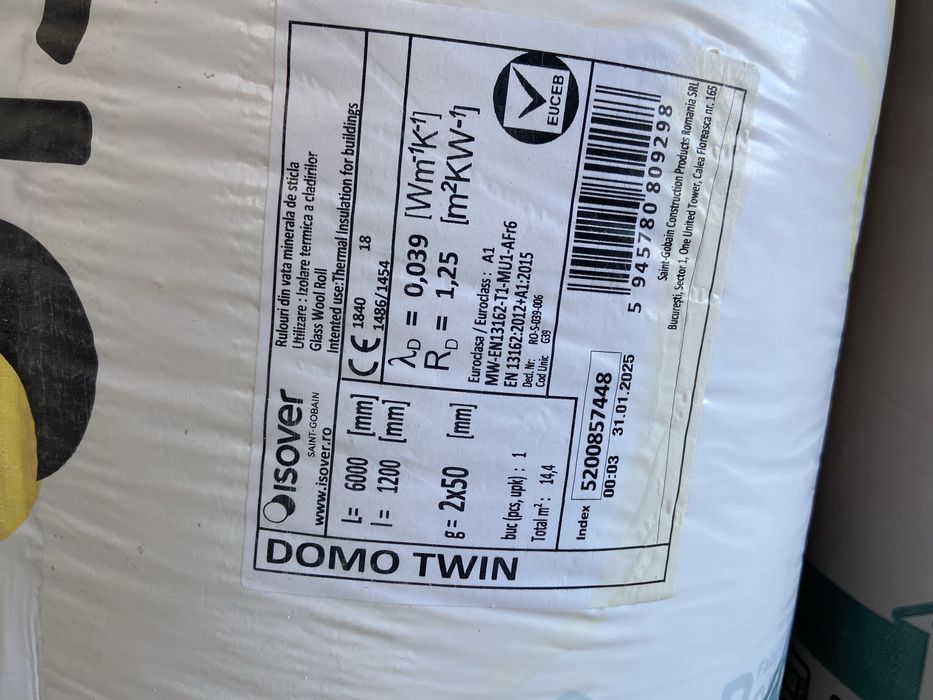 DOMO TWIN
isover
SAINT-GOBAIN
www.isover.ro
Rulouri din vata minerala de sticla
Utilizare : Izolare termica a cladirilor
Glass Wool Roll
Intented use:Thermal Insulation for buildings
L= 6000 [mm]
l= 1200 [mm]
g = 2x50 [mm]
buc (pcs, upk) : 1
Total m²: 14,4
CE 1840 18
1486/1454
λD = 0,039 [Wm-¹K-¹]
RD = 1,25 [m²KW-¹]
Euroclasa / Euroclass : A1
MW-EN13162-T1-MU1-AFr6
EN 13162:2012+A1:2015
Decl. Nr: RO-S-039-006
Cod Unic G39
EUCEB
Index 5200857448
00:03 31.01.2025
5 945780 809298
Saint-Gobain Construction Products Romania SRL
București, Sector 1, One United Tower, Calea Floreasca nr. 165